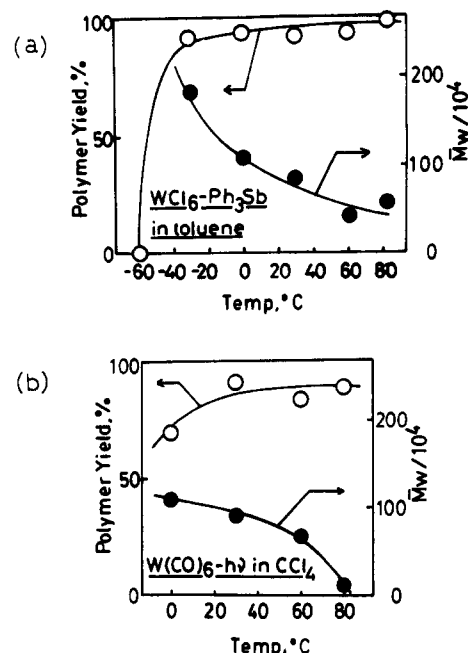 (a)
Polymer Yield, %
100
50
0
200
100
0
M̄w/10⁴
WCl₆-Ph₃Sb
in toluene
-60 -40 -20 0 20 40 60 80
Temp, °C
(b)
Polymer Yield, %
100
50
0
200
100
0
M̄w/10⁴
W(CO)₆-hν in CCl₄
0 20 40 60 80
Temp, °C